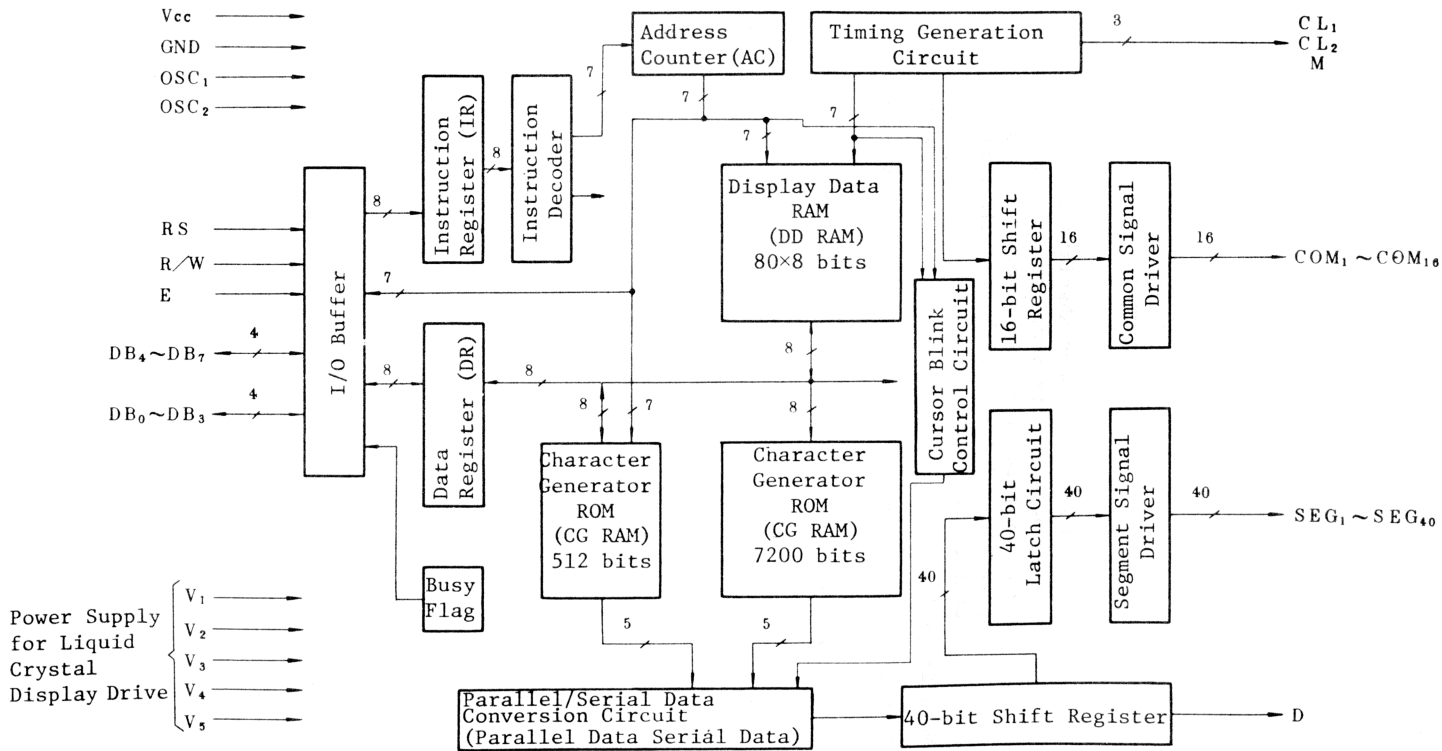 Vcc
GND
OSC₁
OSC₂
RS
R/W
E
DB₄~DB₇
4
DB₀~DB₃
4
I/O Buffer
8
7
8
Instruction
Register (IR)
8
Instruction
Decoder
7
Address
Counter(AC)
7
7
Timing Generation
Circuit
3
CL₁
CL₂
M
7
Display Data
RAM
(DD RAM)
80×8 bits
8
8
Data
Register (DR)
8
8
7
Character
Generator
ROM
(CG RAM)
512 bits
Character
Generator
ROM
(CG RAM)
7200 bits
Cursor Blink
Control Circuit
16-bit Shift
Register
16
Common Signal
Driver
16
COM₁~COM₁₆
40-bit
Latch Circuit
40
Segment Signal
Driver
40
SEG₁~SEG₄₀
40
Busy
Flag
5
5
Power Supply
for Liquid
Crystal
Display Drive
V₁
V₂
V₃
V₄
V₅
Parallel/Serial Data
Conversion Circuit
(Parallel Data Serial Data)
40-bit Shift Register
D